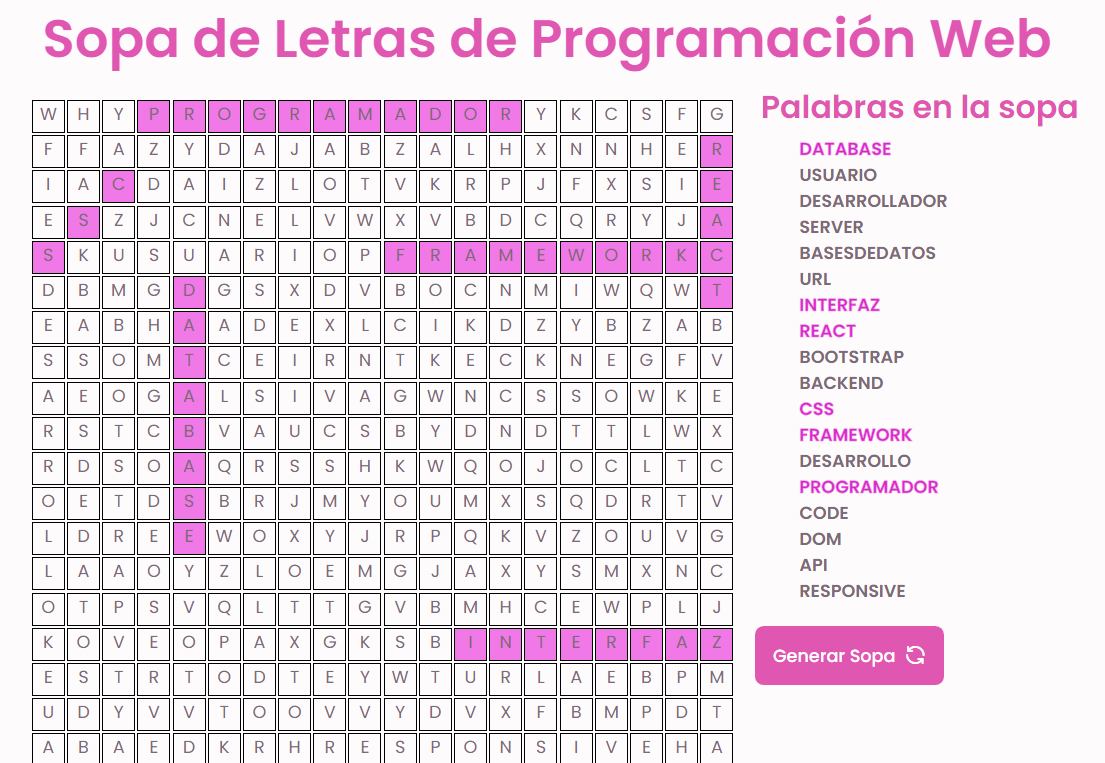 Sopa de Letras de Programación Web
W H Y P R O G R A M A D O R Y K C S F G
F F A Z Y D A J A B Z A L H X N N H E R
I A C D A I Z L O T V K R P J F X S I E
E S Z J C N E L V W X V B D C Q R Y J A
S K U S U A R I O P F R A M E W O R K C
D B M G D G S X D V B O C N M I W Q W T
E A B H A A D E X L C I K D Z Y B Z A B
S S O M T C E I R N T K E C K N E G F V
A E O G A L S I V A G W N C S S O W K E
R S T C B V A U C S B Y D N D T T L W X
R D S O A Q R S S H K W Q O J O C L T C
O E T D S B R J M Y O U M X S Q D R T V
L D R E E W O X Y J R P Q K V Z O U V G
L A A O Y Z L O E M G J A X Y S M X N C
O T P S V Q L T T G V B M H C E W P L J
K O V E O P A X G K S B I N T E R F A Z
E S T R T O D T E Y W T U R L A E B P M
U D Y V V T O O V V Y D V X F B M P D T
A B A E D K R H R E S P O N S I V E H A
Palabras en la sopa
DATABASE
USUARIO
DESARROLLADOR
SERVER
BASESDEDATOS
URL
INTERFAZ
REACT
BOOTSTRAP
BACKEND
CSS
FRAMEWORK
DESARROLLO
PROGRAMADOR
CODE
DOM
API
RESPONSIVE
Generar Sopa